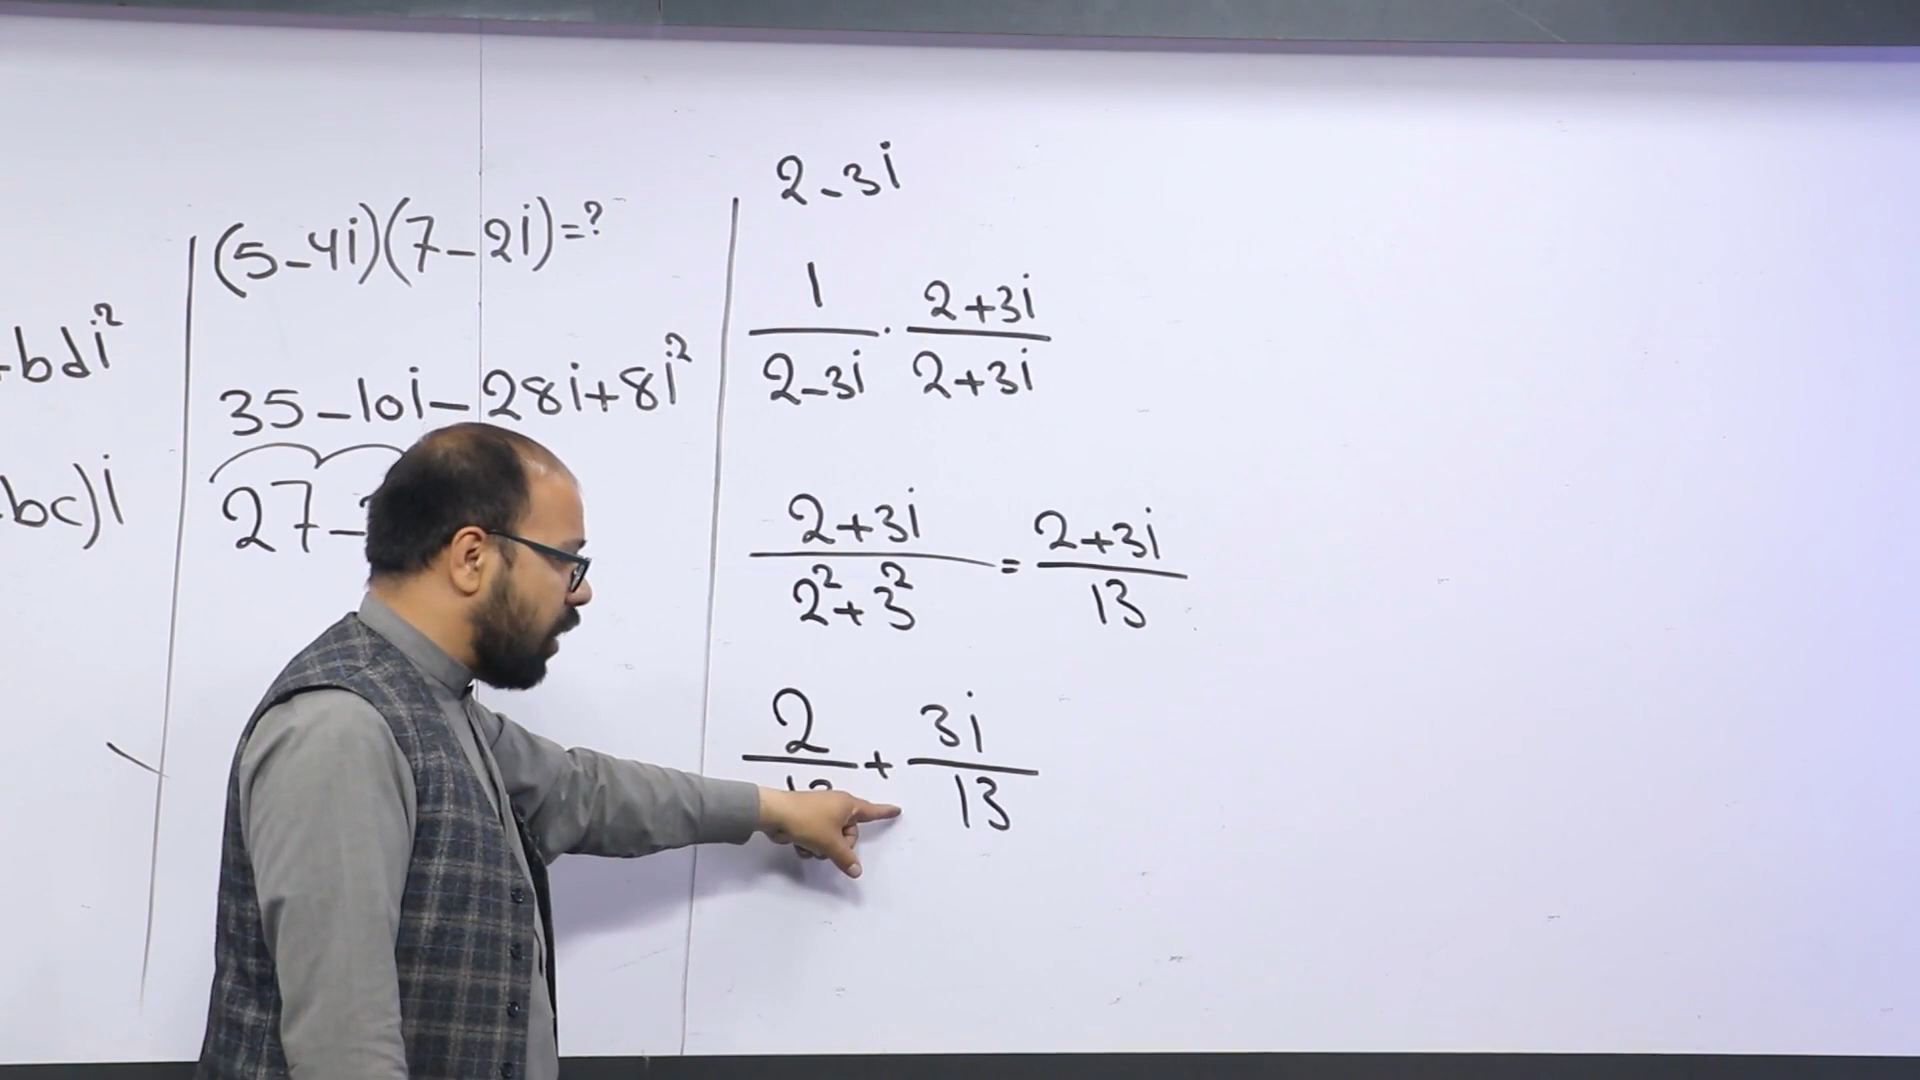 bdi²
bc)i
(5-4i)(7-2i)=?
35-10i-28i+8i²
27-
2-3i
1/2-3i · 2+3i/2+3i
2+3i/2²+3² = 2+3i/13
2/13 + 3i/13